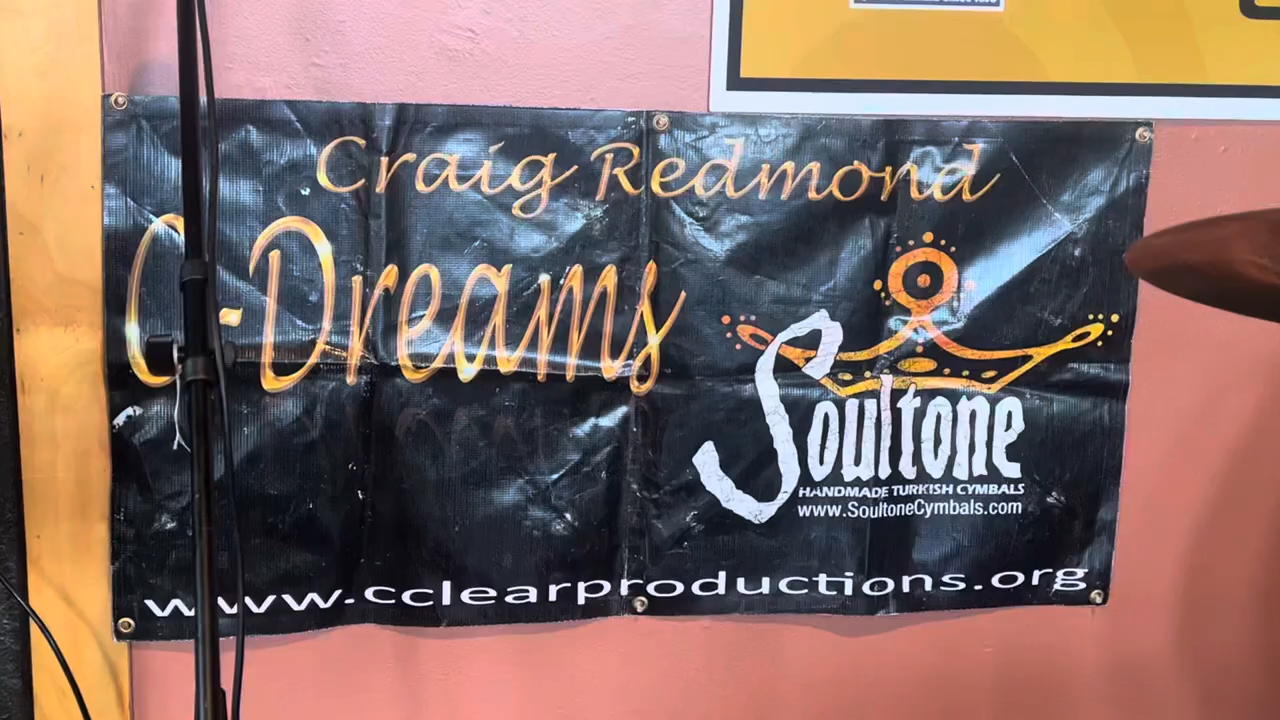 Craig Redmond
C-Dreams
Soultone
HANDMADE TURKISH CYMBALS
www.SoultoneCymbals.com
www.cclearproductions.org